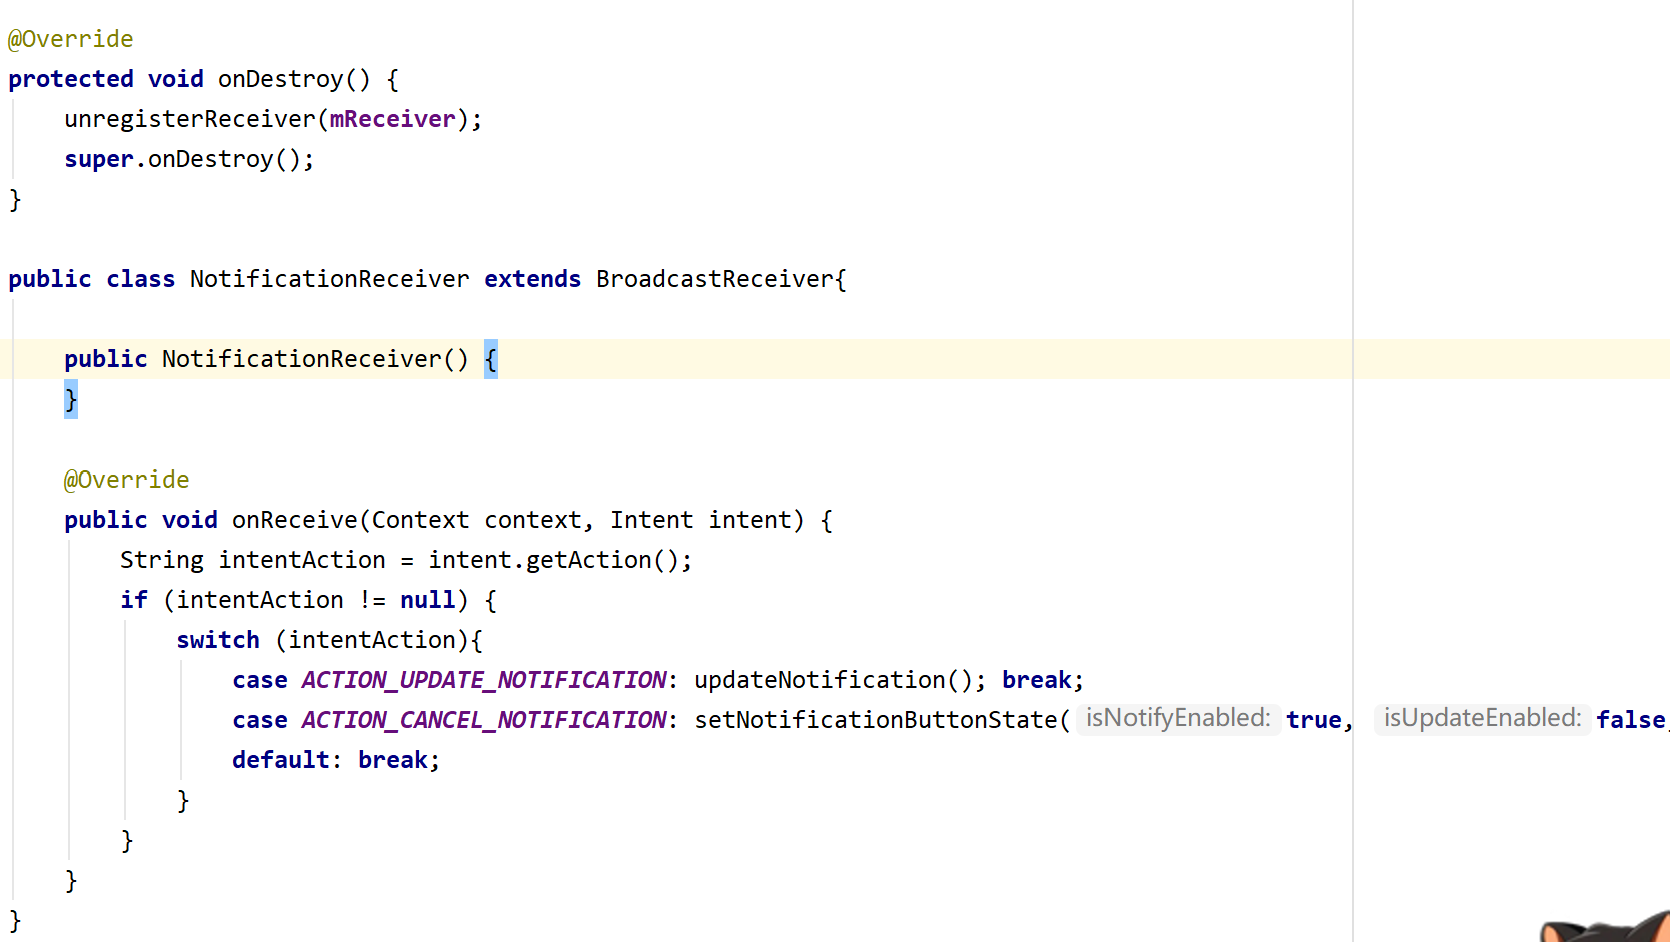 @Override
protected void onDestroy() {
    unregisterReceiver(mReceiver);
    super.onDestroy();
}
public class NotificationReceiver extends BroadcastReceiver{
    public NotificationReceiver() {
    }
    @Override
    public void onReceive(Context context, Intent intent) {
        String intentAction = intent.getAction();
        if (intentAction != null) {
            switch (intentAction){
                case ACTION_UPDATE_NOTIFICATION: updateNotification(); break;
                case ACTION_CANCEL_NOTIFICATION: setNotificationButtonState( isNotifyEnabled: true, isUpdateEnabled: false,
                default: break;
            }
        }
    }
}